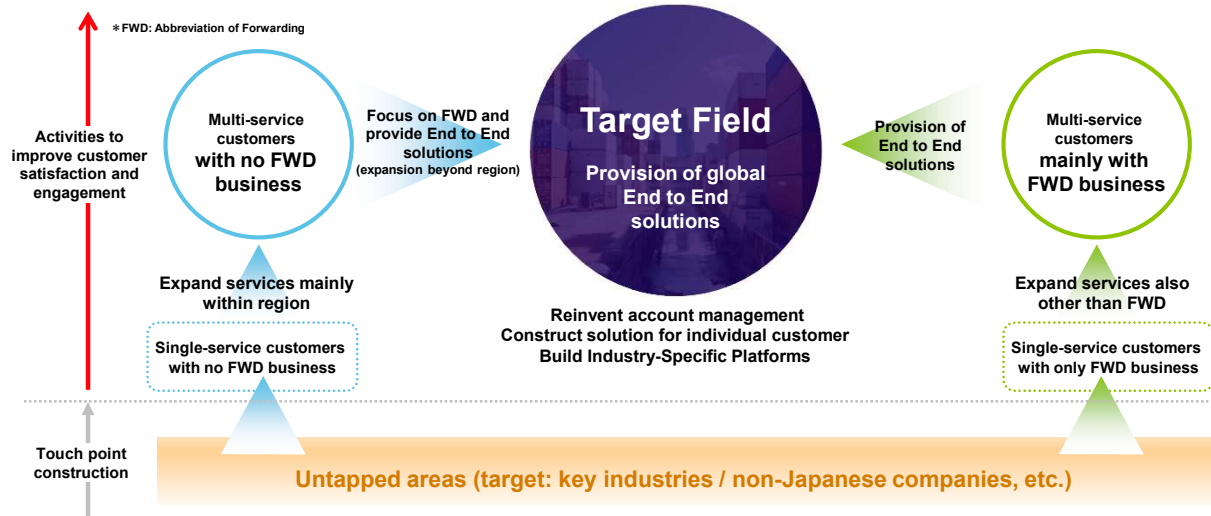 *FWD: Abbreviation of Forwarding
Activities to
improve customer
satisfaction and
engagement
Multi-service
customers
with no FWD
business
Focus on FWD and
provide End to End
solutions
(expansion beyond region)
Target Field
Provision of global
End to End
solutions
Provision of
End to End
solutions
Multi-service
customers
mainly with
FWD business
Expand services mainly
within region
Reinvent account management
Construct solution for individual customer
Build Industry-Specific Platforms
Expand services also
other than FWD
Single-service customers
with no FWD business
Single-service customers
with only FWD business
Touch point
construction
Untapped areas (target: key industries / non-Japanese companies, etc.)